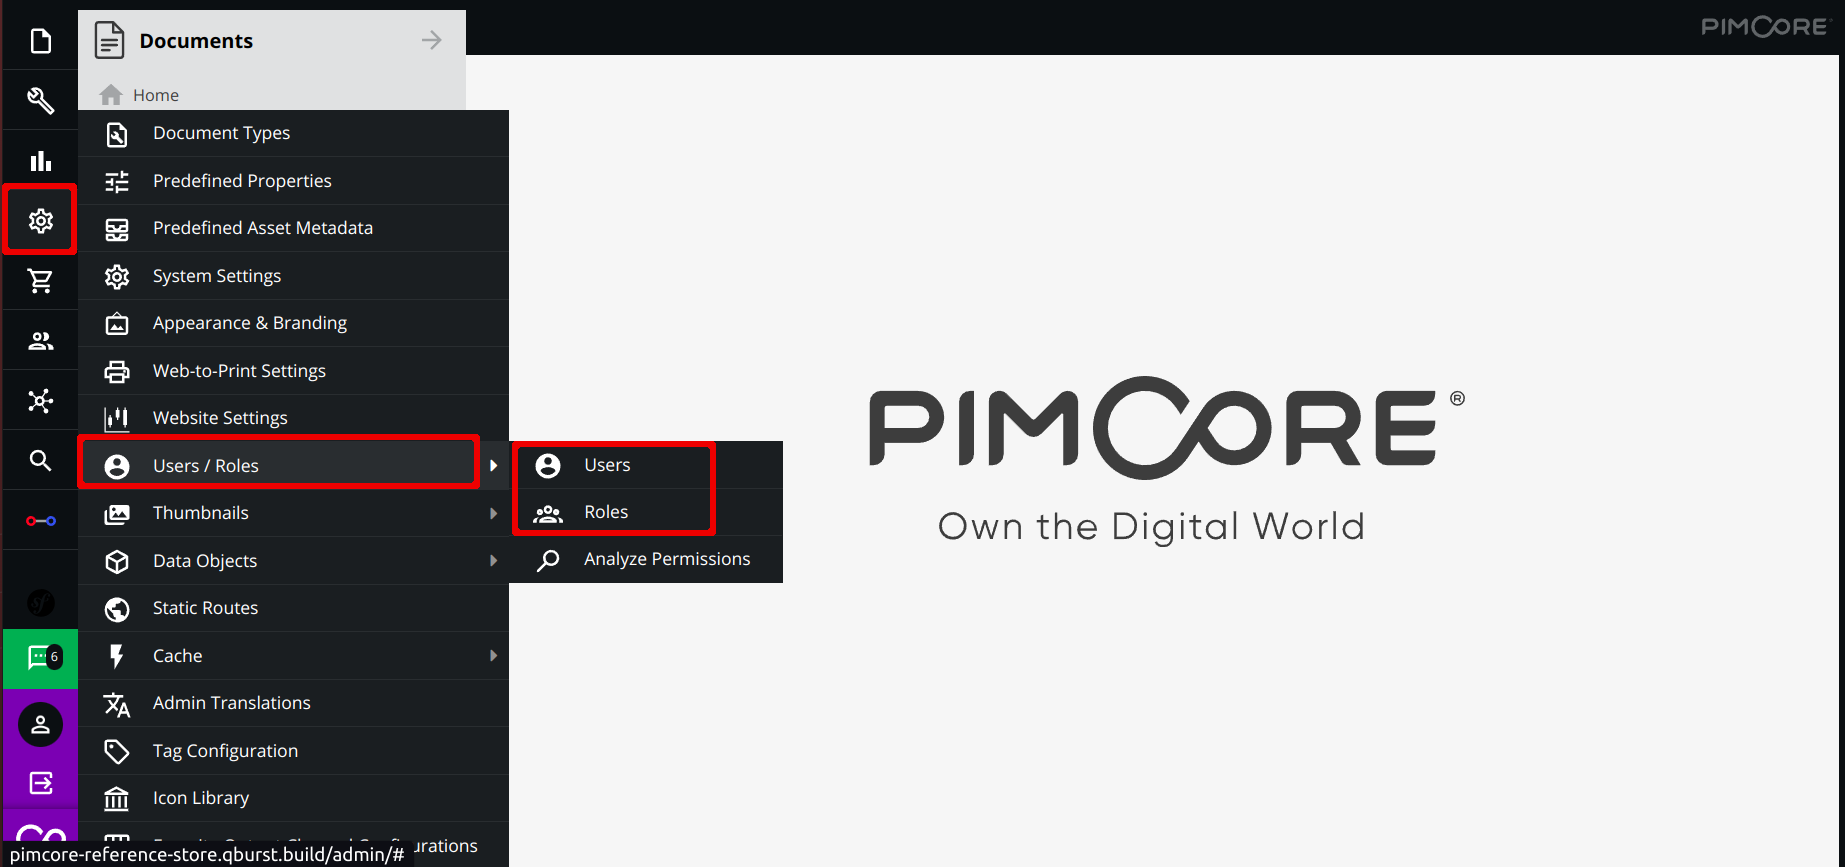 PIMCORE
Documents
Home
Document Types
Predefined Properties
Predefined Asset Metadata
System Settings
Appearance & Branding
Web-to-Print Settings
Website Settings
Users / Roles
Thumbnails
Data Objects
Static Routes
Cache
Admin Translations
Tag Configuration
Icon Library
Users
Roles
Analyze Permissions
PIMCORE®
Own the Digital World
sf
6
pimcore-reference-store.qburst.build/admin/#